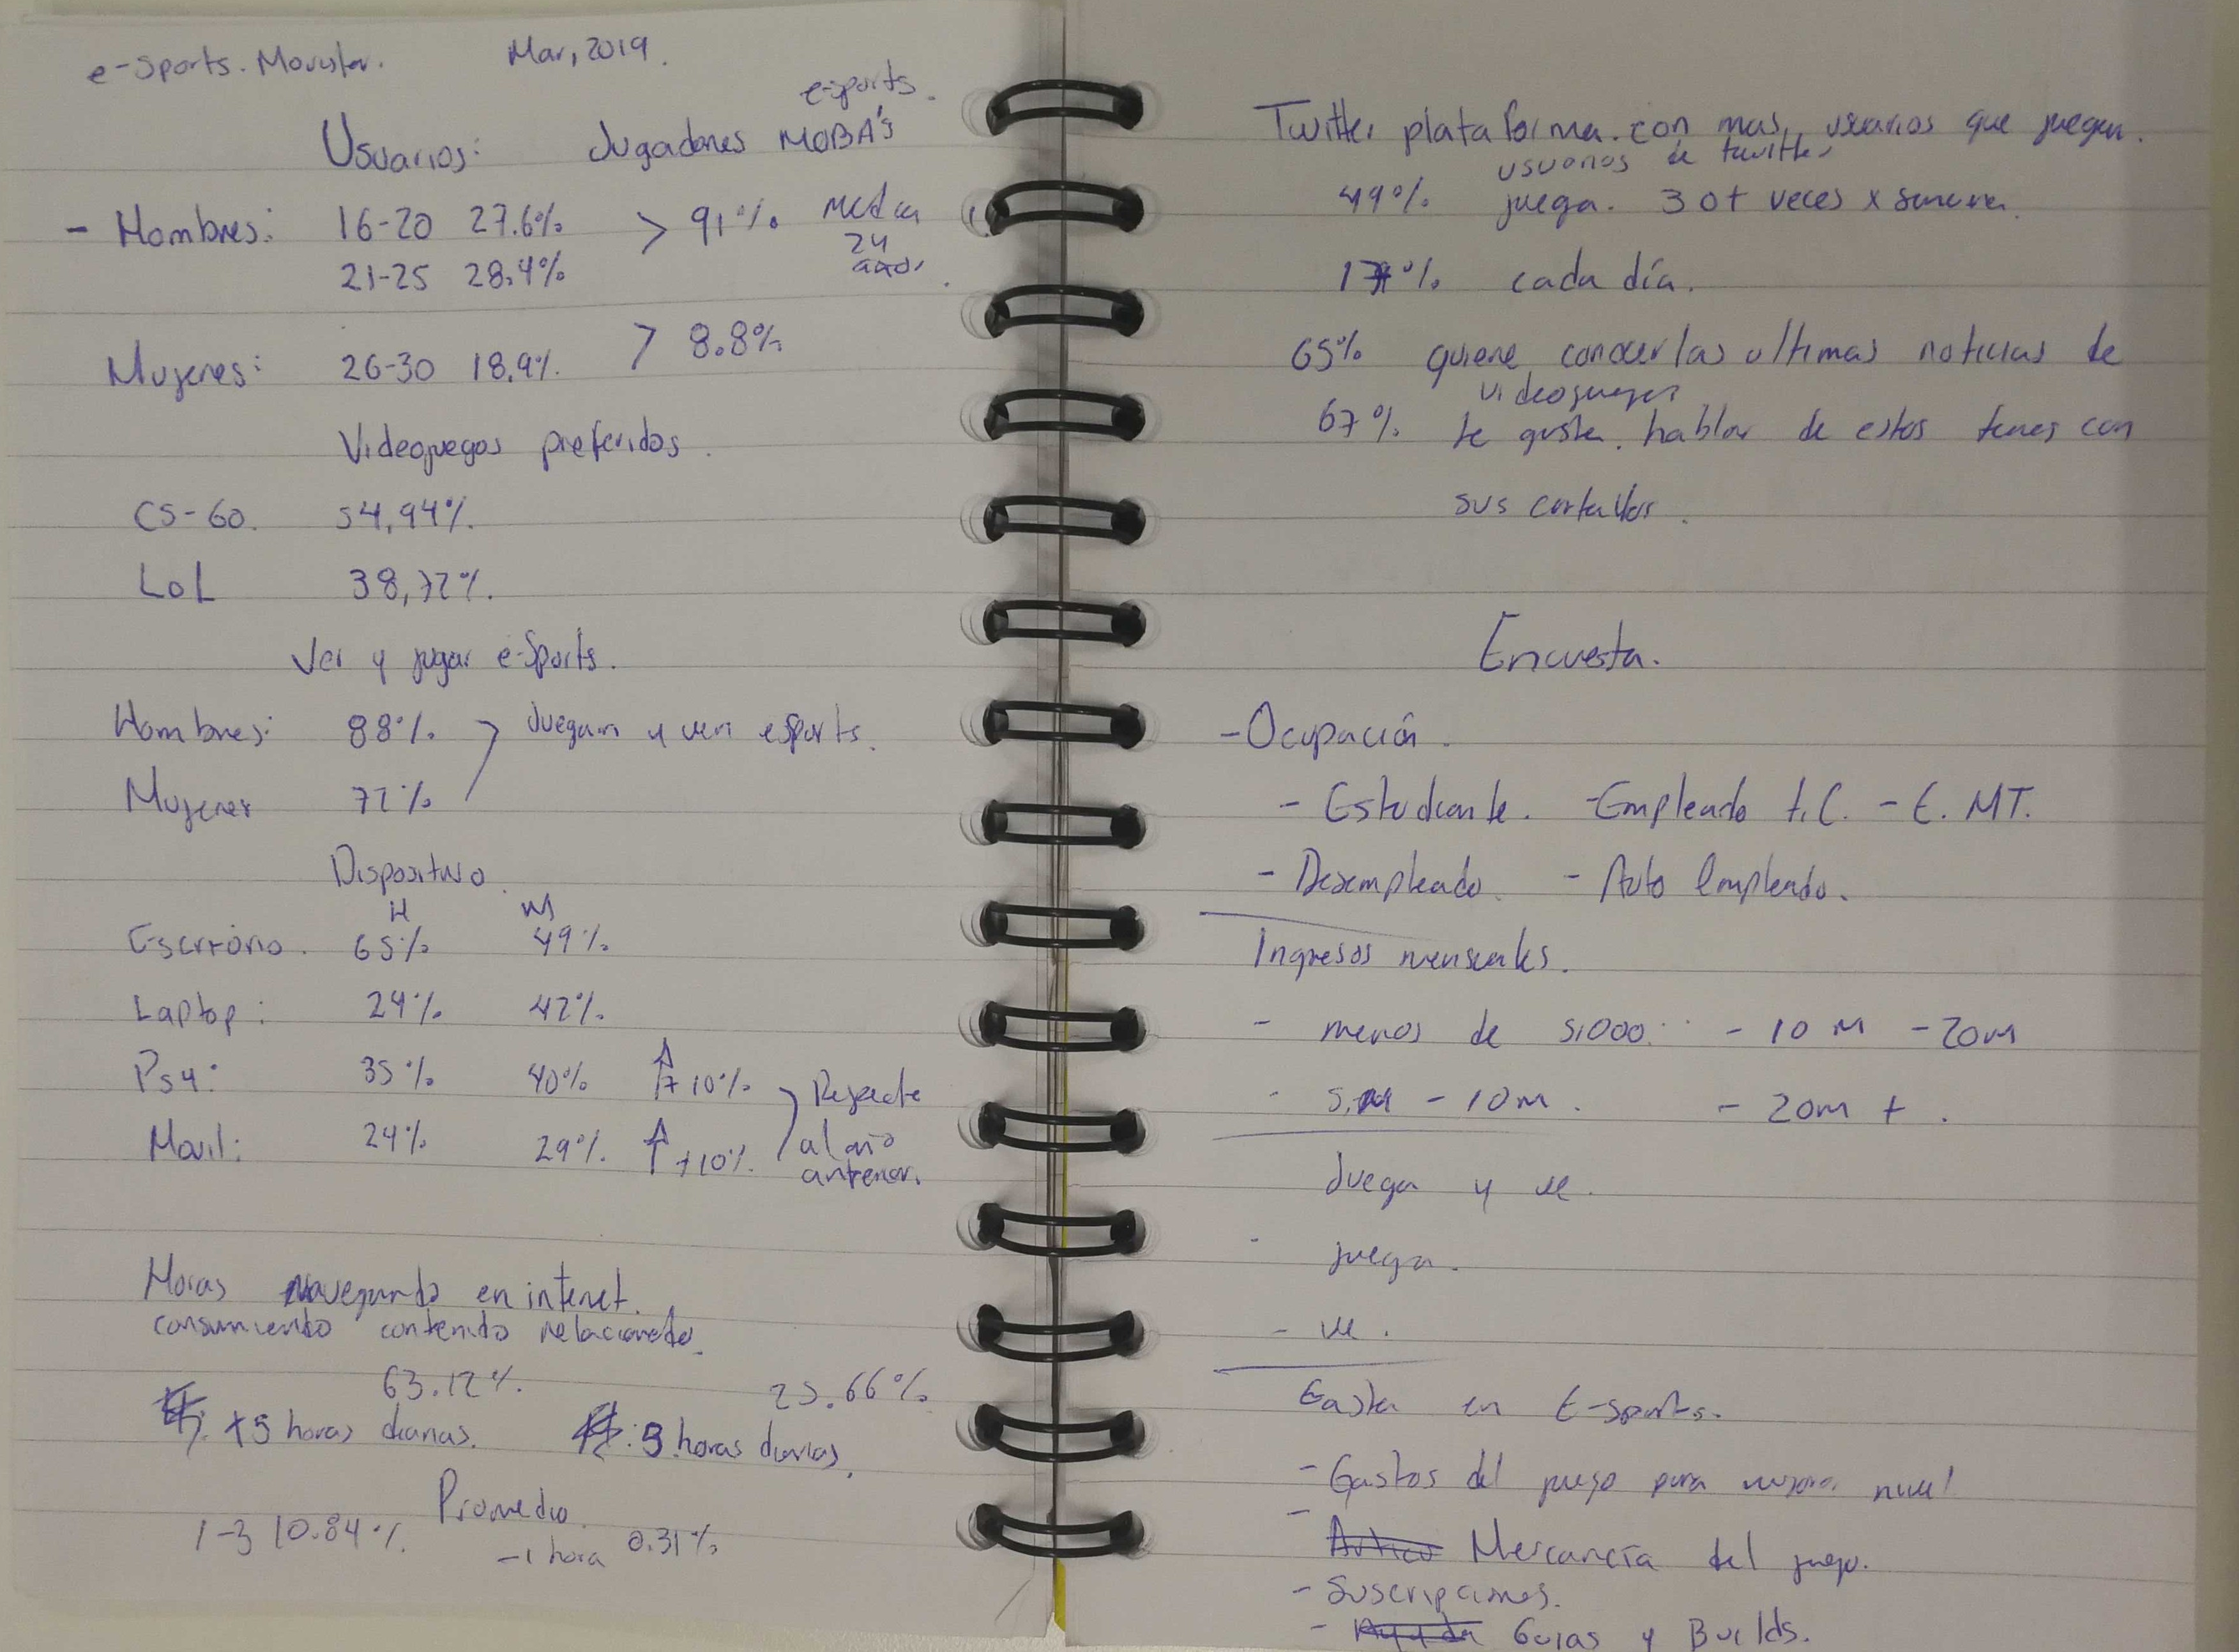 e-sports. Movistar. Mar, 2019.
Usuarios: Jugadores MOBA's
esports.
- Hombres: 16-20 27.6% > 91% media 24 años.
21-25 28,4%
Mujeres: 26-30 18,9% > 8.8%
Videojuegos preferidos.
CS-GO. 54,94%
LoL 38,72%.
Ver y jugar e-Sports.
Hombres: 88% Juegan y ven esports.
Mujeres 72%
Dispositivo.
H M
Escritorio. 65% 49%
Laptop: 24% 42%
Ps4: 35% 40% ↑ +10% Respecto
Movil: 24% 29% ↑ +10% al año
anterior.
Horas navegando en internet.
consumiendo contenido relacionado.
63.12% 25.66%
+5 horas diarias. : 5 horas diarias.
Promedio
1-3 10.84% -1 hora 0.31%
Twitter plataforma con mas usuarios que juegan.
usuarios de twitter
49% juega. 3 o + veces x semana.
17% cada día.
65% quiere conocer las ultimas noticias de
videojuegos
67% le gusta hablar de estos temas con
sus
Encuesta.
- Ocupación.
- Estudiante. - Empleado t.C. - E. MT.
- Desempleado. - Auto Empleado.
Ingresos mensuales.
- menos de 5,000. - 10 M - 20M
- 5.M - 10M. - 20M + .
Juega y ve.
- juega.
- ve.
Gasta en E-sports.
- Gastos del juego para mejorar nivel
- Mercancía del juego.
- Suscripciones.
- Guias y Builds.